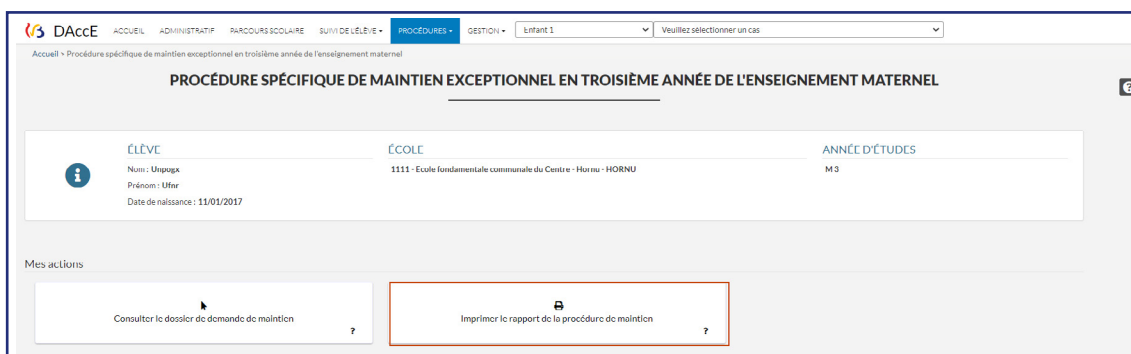 DAccE ACCUEIL ADMINISTRATIF PARCOURS SCOLAIRE SUIVI DE L'ÉLÈVE PROCÉDURES GESTION Enfant 1 Veuillez sélectionner un cas
Accueil > Procédure spécifique de maintien exceptionnel en troisième année de l'enseignement maternel
PROCÉDURE SPÉCIFIQUE DE MAINTIEN EXCEPTIONNEL EN TROISIÈME ANNÉE DE L'ENSEIGNEMENT MATERNEL
?
ÉLÈVE ÉCOLE ANNÉE D'ÉTUDES
Nom : Unpogx 1111 - Ecole fondamentale communale du Centre - Hornu - HORNU M 3
Prénom : Ufnr
Date de naissance : 11/01/2017
Mes actions
Consulter le dossier de demande de maintien Imprimer le rapport de la procédure de maintien
? ?